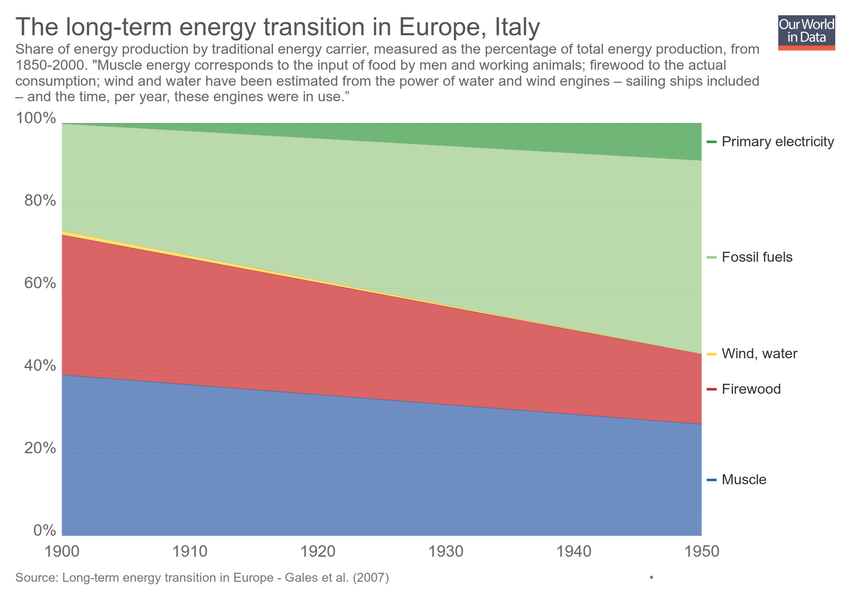 The long-term energy transition in Europe, Italy
Our World
in Data
Share of energy production by traditional energy carrier, measured as the percentage of total energy production, from
1850-2000. "Muscle energy corresponds to the input of food by men and working animals; firewood to the actual
consumption; wind and water have been estimated from the power of water and wind engines – sailing ships included
– and the time, per year, these engines were in use.”
100%
80%
60%
40%
20%
0%
Primary electricity
Fossil fuels
Wind, water
Firewood
Muscle
1900 1910 1920 1930 1940 1950
Source: Long-term energy transition in Europe - Gales et al. (2007)
•